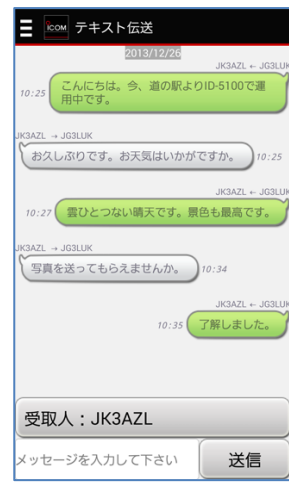 iCOM テキスト伝送
2013/12/26
JK3AZL ← JG3LUK
こんにちは。今、道の駅よりID-5100で運
用中です。
10:25
JK3AZL → JG3LUK
お久しぶりです。お天気はいかがですか。 10:25
JK3AZL ← JG3LUK
10:27 雲ひとつない晴天です。景色も最高です。
JK3AZL → JG3LUK
写真を送ってもらえませんか。 10:34
JK3AZL ← JG3LUK
10:35 了解しました。
受取人：JK3AZL
メッセージを入力して下さい 送信